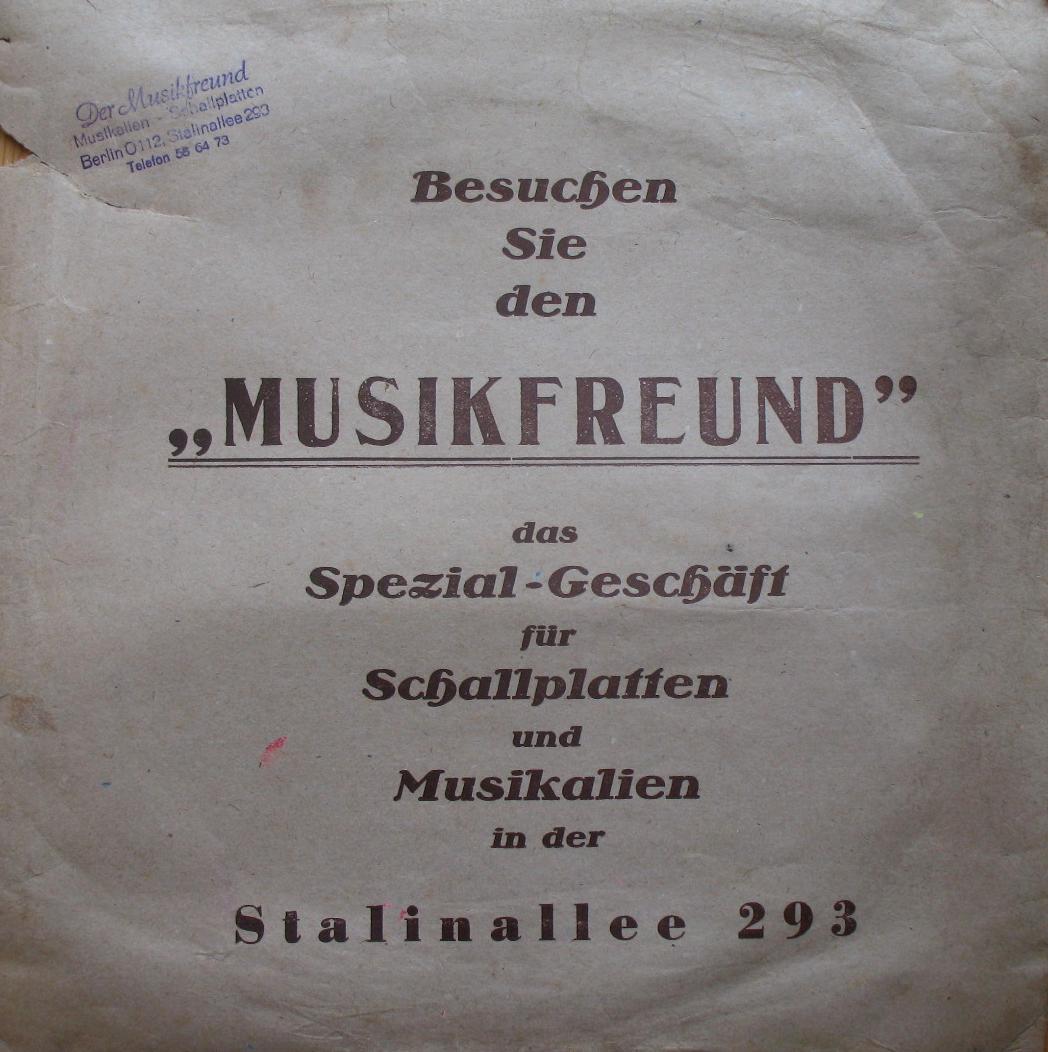 Der Musikfreund
Musikalien - Schallplatten
Berlin O 112, Stalinallee 293
Telefon 55 64 73
Besuchen
Sie
den
„MUSIKFREUND”
das
Spezial-Geschäft
für
Schallplatten
und
Musikalien
in der
Stalinallee 293